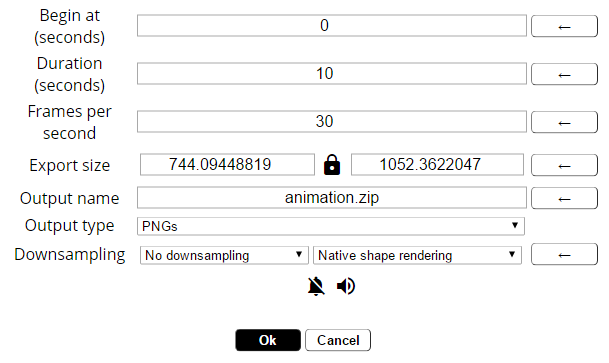 Begin at
(seconds)
0
←
Duration
(seconds)
10
←
Frames per
second
30
←
Export size
744.09448819
1052.3622047
←
Output name
animation.zip
←
Output type
PNGs
Downsampling
No downsampling
Native shape rendering
←
Ok
Cancel